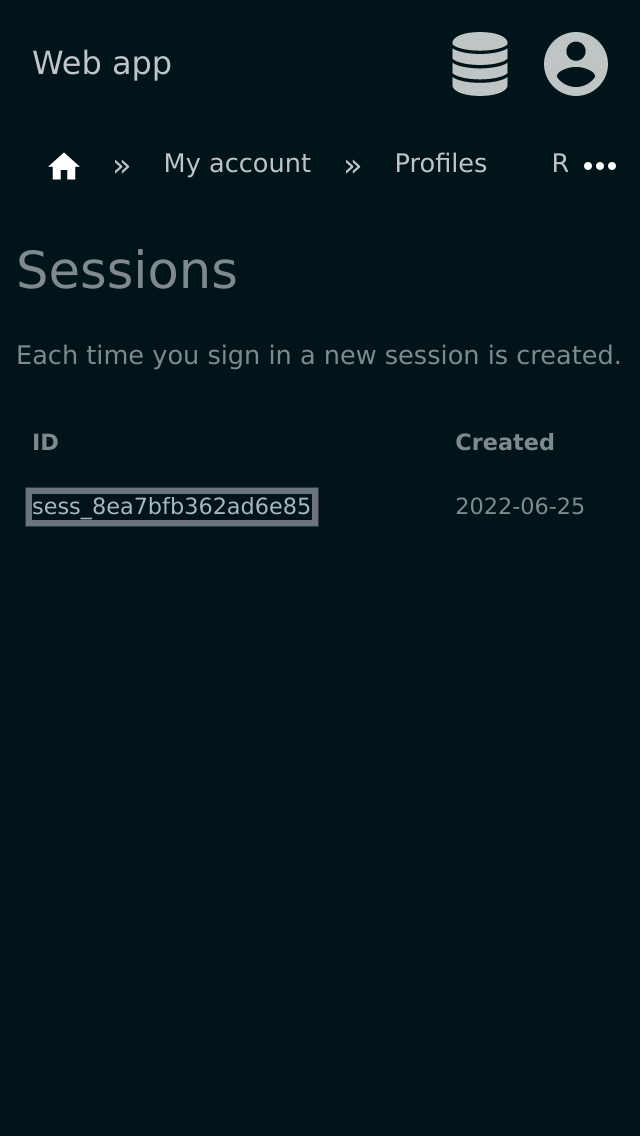 Web app
» My account » Profiles R •••
Sessions
Each time you sign in a new session is created.
ID Created
sess_8ea7bfb362ad6e85 2022-06-25